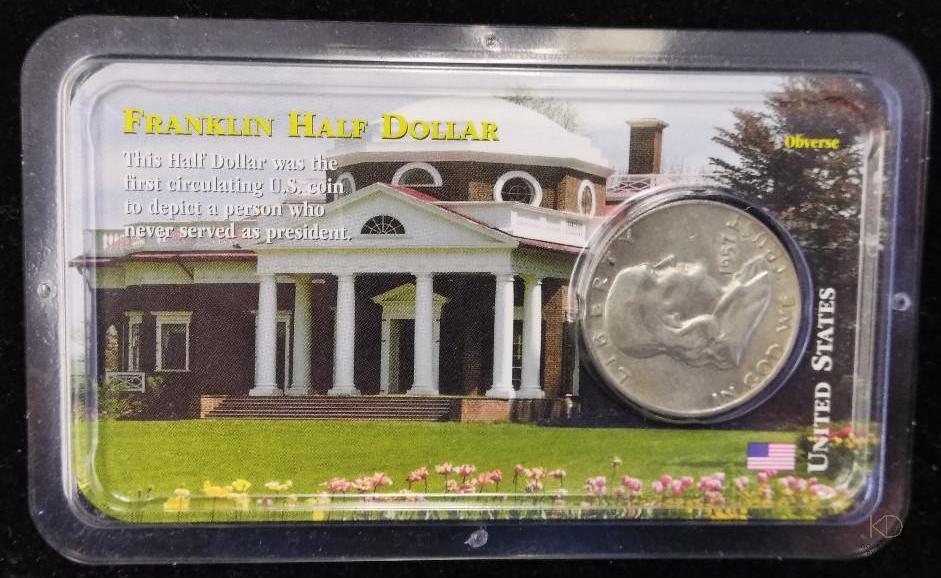 FRANKLIN HALF DOLLAR
This Half Dollar was the
first circulating U.S. coin
to depict a person who
never served as president.
Obverse
LIBERTY
1957
IN GOD WE TRUST
UNITED STATES
KD